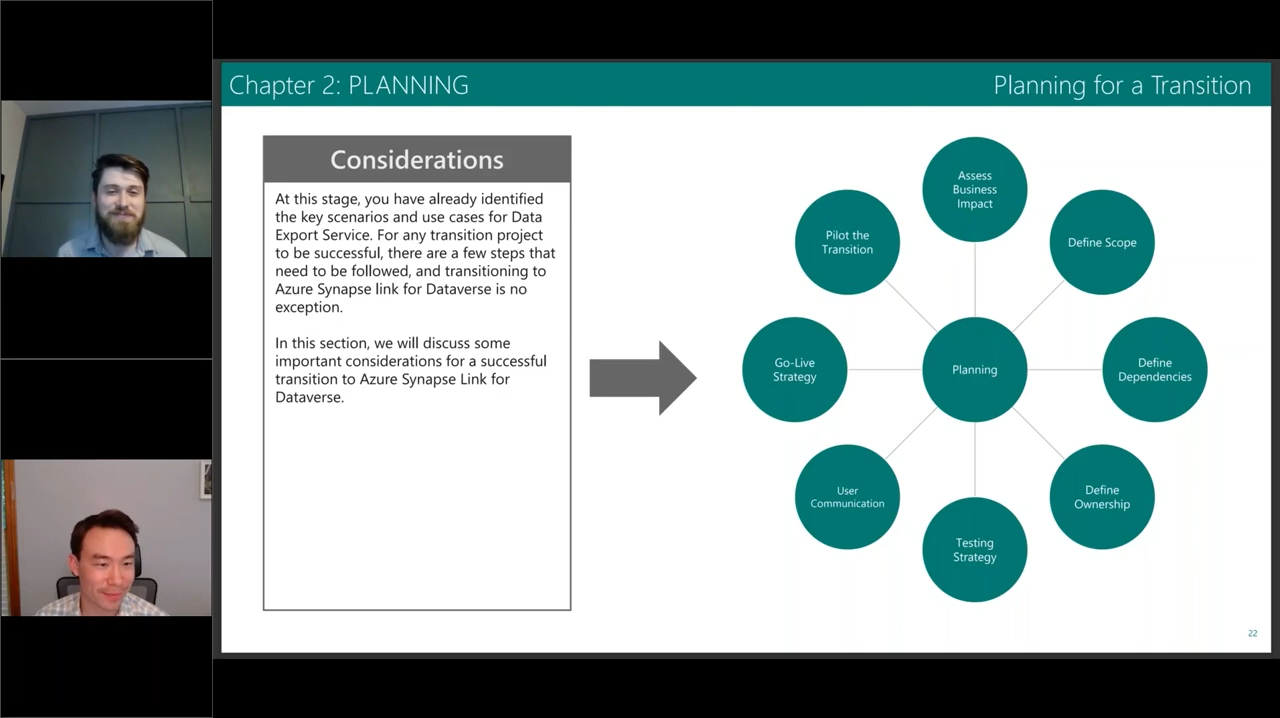 Chapter 2: PLANNING
Planning for a Transition
Considerations
At this stage, you have already identified
the key scenarios and use cases for Data
Export Service. For any transition project
to be successful, there are a few steps that
need to be followed, and transitioning to
Azure Synapse link for Dataverse is no
exception.
In this section, we will discuss some
important considerations for a successful
transition to Azure Synapse Link for
Dataverse.
Assess
Business
Impact
Define Scope
Define
Dependencies
Define
Ownership
Testing
Strategy
User
Communication
Go-Live
Strategy
Pilot the
Transition
Planning
22